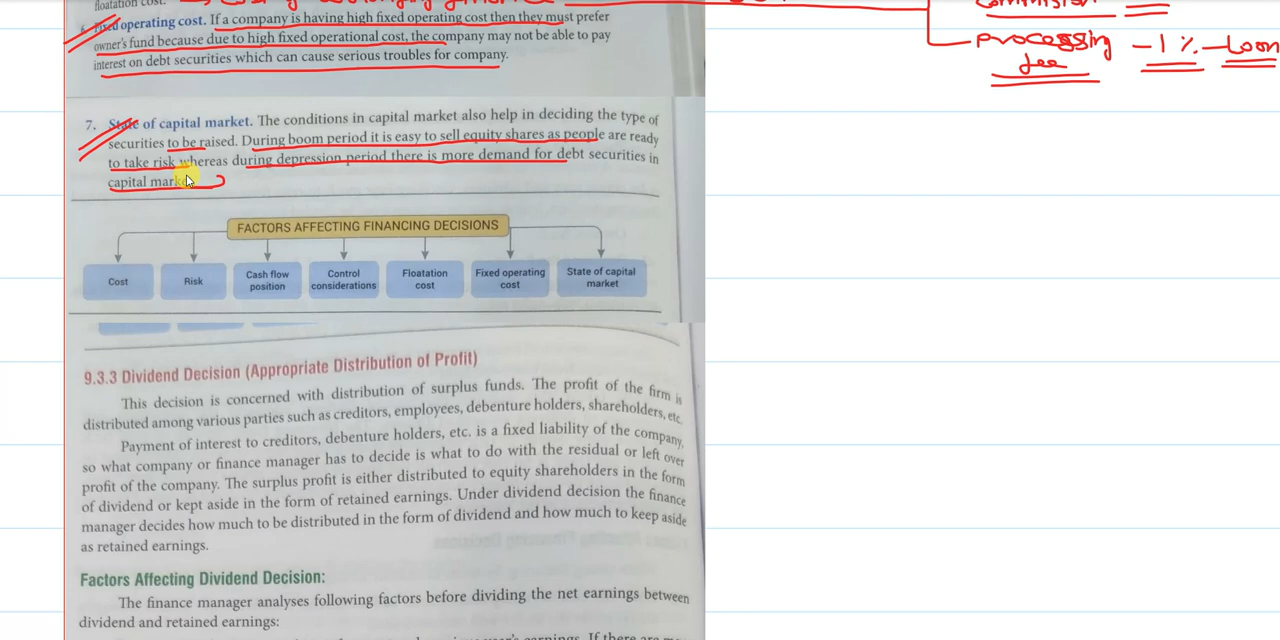 floatation cost.
commission
6. Fixed operating cost. If a company is having high fixed operating cost then they must prefer
owner's fund because due to high fixed operational cost, the company may not be able to pay
interest on debt securities which can cause serious troubles for company.
processing - 1 % - Loan
fee
7. State of capital market. The conditions in capital market also help in deciding the type of
securities to be raised. During boom period it is easy to sell equity shares as people are ready
to take risk whereas during depression period there is more demand for debt securities in
capital market.
FACTORS AFFECTING FINANCING DECISIONS
Cost
Risk
Cash flow
position
Control
considerations
Floatation
cost
Fixed operating
cost
State of capital
market
9.3.3 Dividend Decision (Appropriate Distribution of Profit)
This decision is concerned with distribution of surplus funds. The profit of the firm is
distributed among various parties such as creditors, employees, debenture holders, shareholders, etc.
Payment of interest to creditors, debenture holders, etc. is a fixed liability of the company,
so what company or finance manager has to decide is what to do with the residual or left over
profit of the company. The surplus profit is either distributed to equity shareholders in the form
of dividend or kept aside in the form of retained earnings. Under dividend decision the finance
manager decides how much to be distributed in the form of dividend and how much to keep aside
as retained earnings.
Factors Affecting Dividend Decision:
The finance manager analyses following factors before dividing the net earnings between
dividend and retained earnings:
earnings. If there are